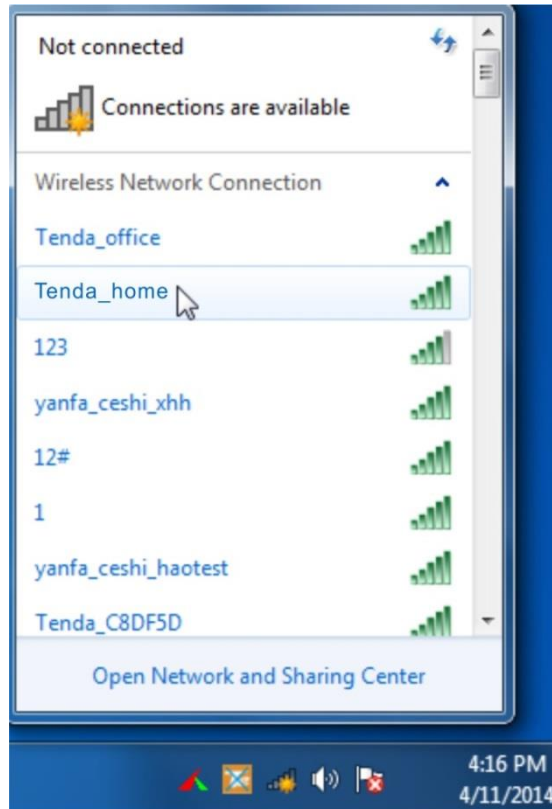 Not connected
Connections are available
Wireless Network Connection
Tenda_office
Tenda_home
123
yanfa_ceshi_xhh
12#
1
yanfa_ceshi_haotest
Tenda_C8DF5D
Open Network and Sharing Center
4:16 PM
4/11/2014